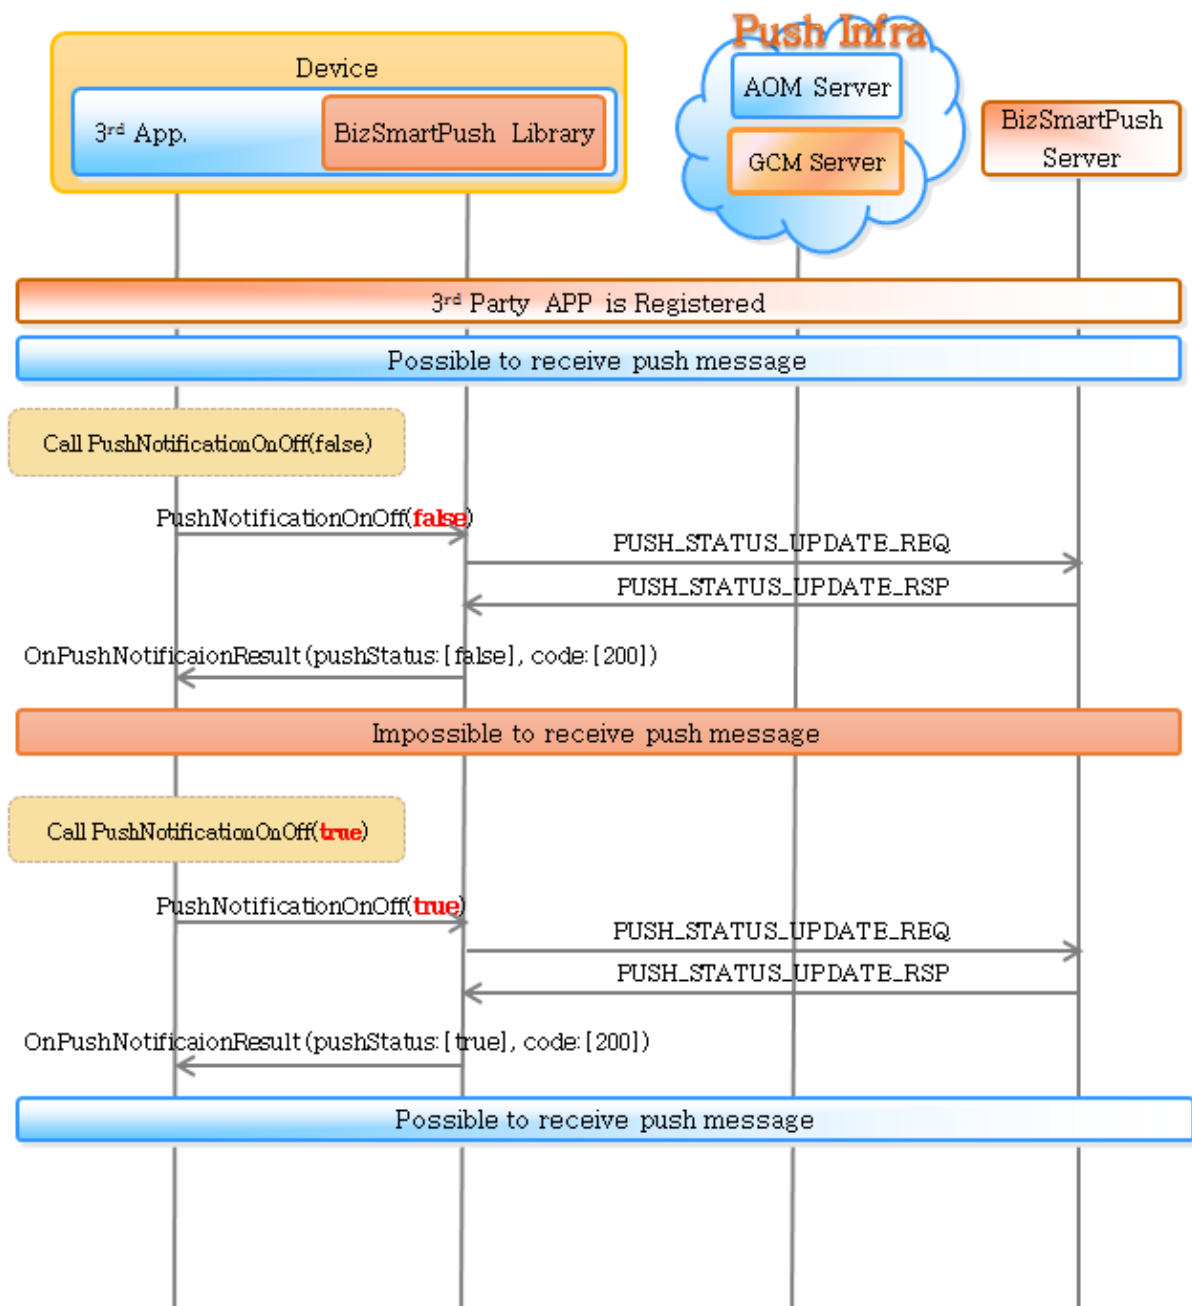 Push Infra
Device
AOM Server
3rd App.
BizSmartPush Library
BizSmartPush
Server
GCM Server
3rd Party APP is Registered
Possible to receive push message
Call PushNotificationOnOff(false)
PushNotificationOnOff(false)
PUSH_STATUS_UPDATE_REQ
PUSH_STATUS_UPDATE_RSP
OnPushNotificaionResult(pushStatus:[false], code:[200])
Impossible to receive push message
Call PushNotificationOnOff(true)
PushNotificationOnOff(true)
PUSH_STATUS_UPDATE_REQ
PUSH_STATUS_UPDATE_RSP
OnPushNotificaionResult(pushStatus:[true], code:[200])
Possible to receive push message